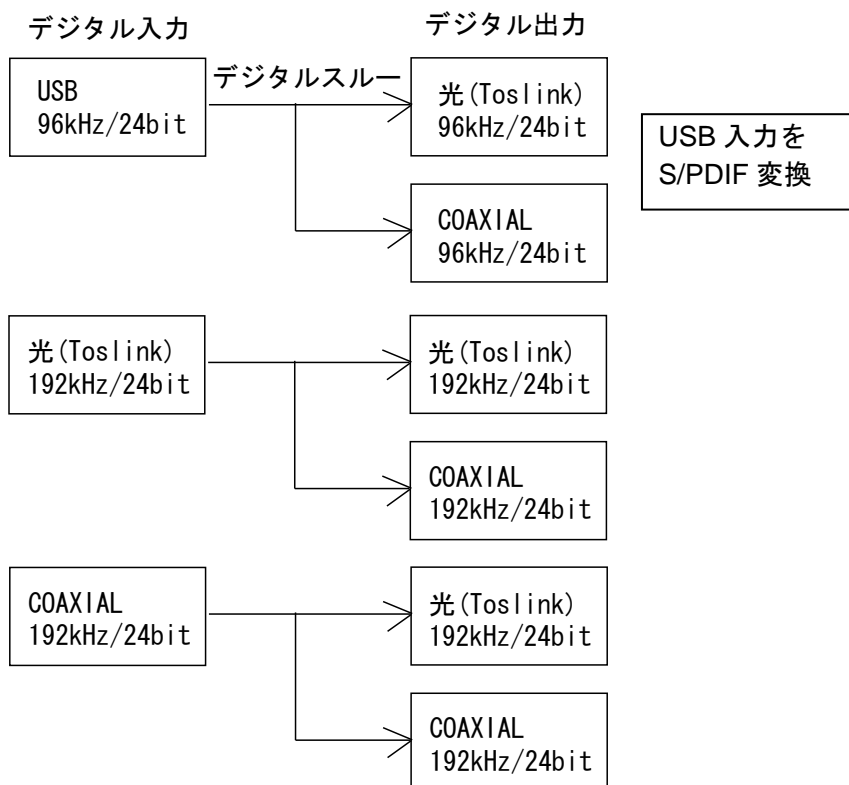 デジタル入力
デジタル出力
USB
96kHz/24bit
デジタルスルー
光(Toslink)
96kHz/24bit
USB 入力を
S/PDIF 変換
COAXIAL
96kHz/24bit
光(Toslink)
192kHz/24bit
光(Toslink)
192kHz/24bit
COAXIAL
192kHz/24bit
COAXIAL
192kHz/24bit
光(Toslink)
192kHz/24bit
COAXIAL
192kHz/24bit